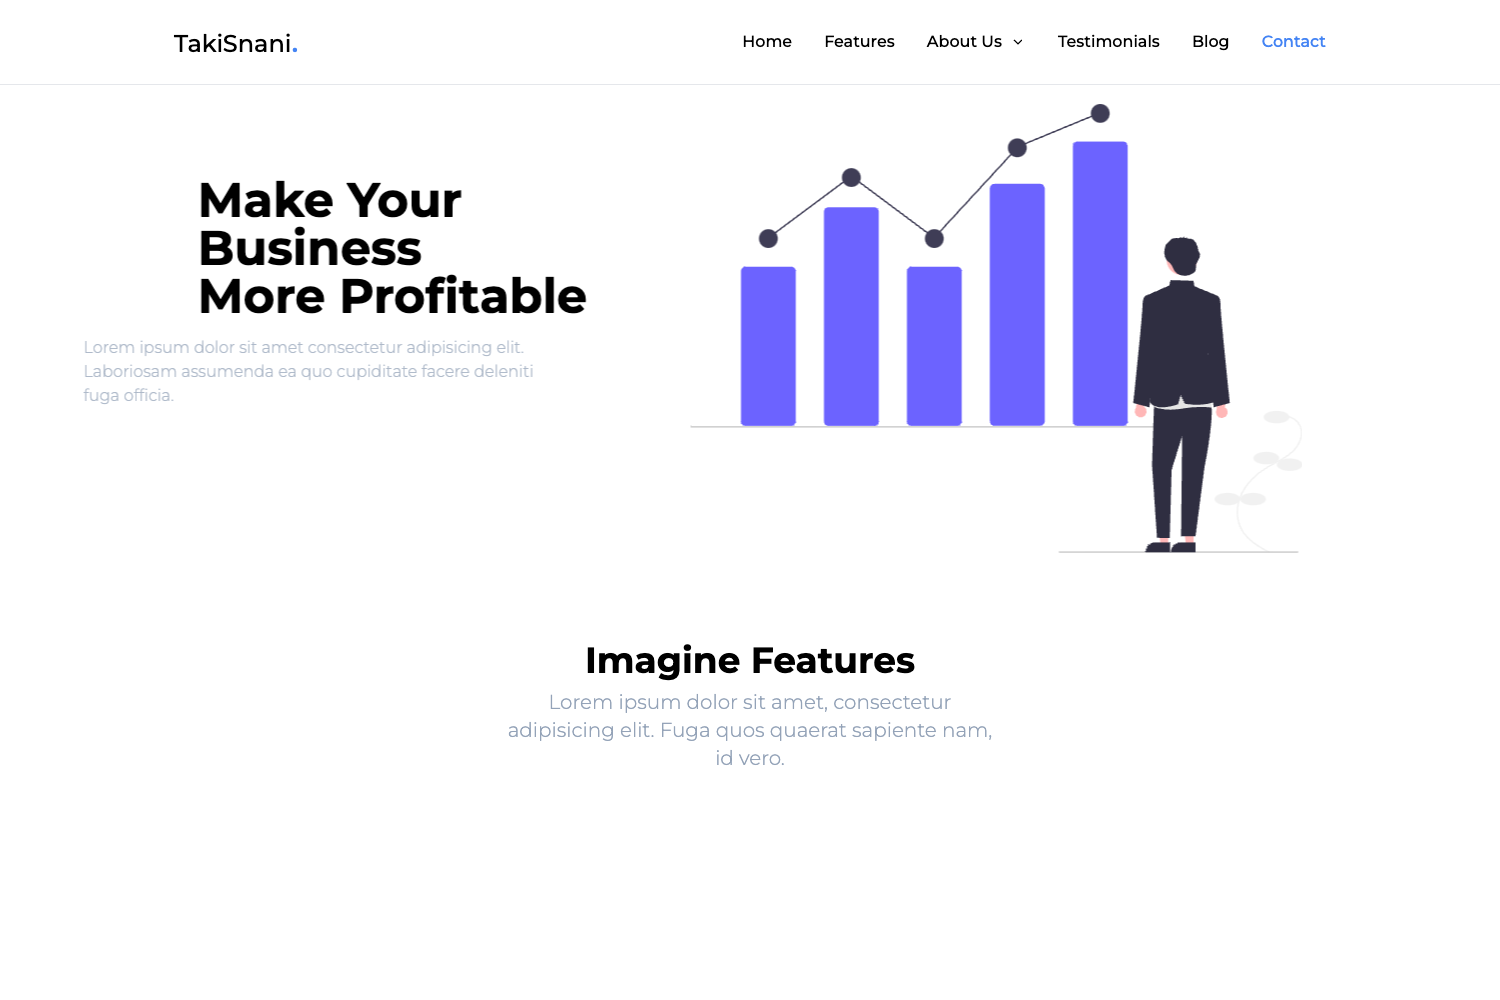 TakiSnani.
Home Features About Us Testimonials Blog Contact
Make Your
Business
More Profitable
Lorem ipsum dolor sit amet consectetur adipisicing elit.
Laboriosam assumenda ea quo cupiditate facere deleniti
fuga officia.
Imagine Features
Lorem ipsum dolor sit amet, consectetur
adipisicing elit. Fuga quos quaerat sapiente nam,
id vero.